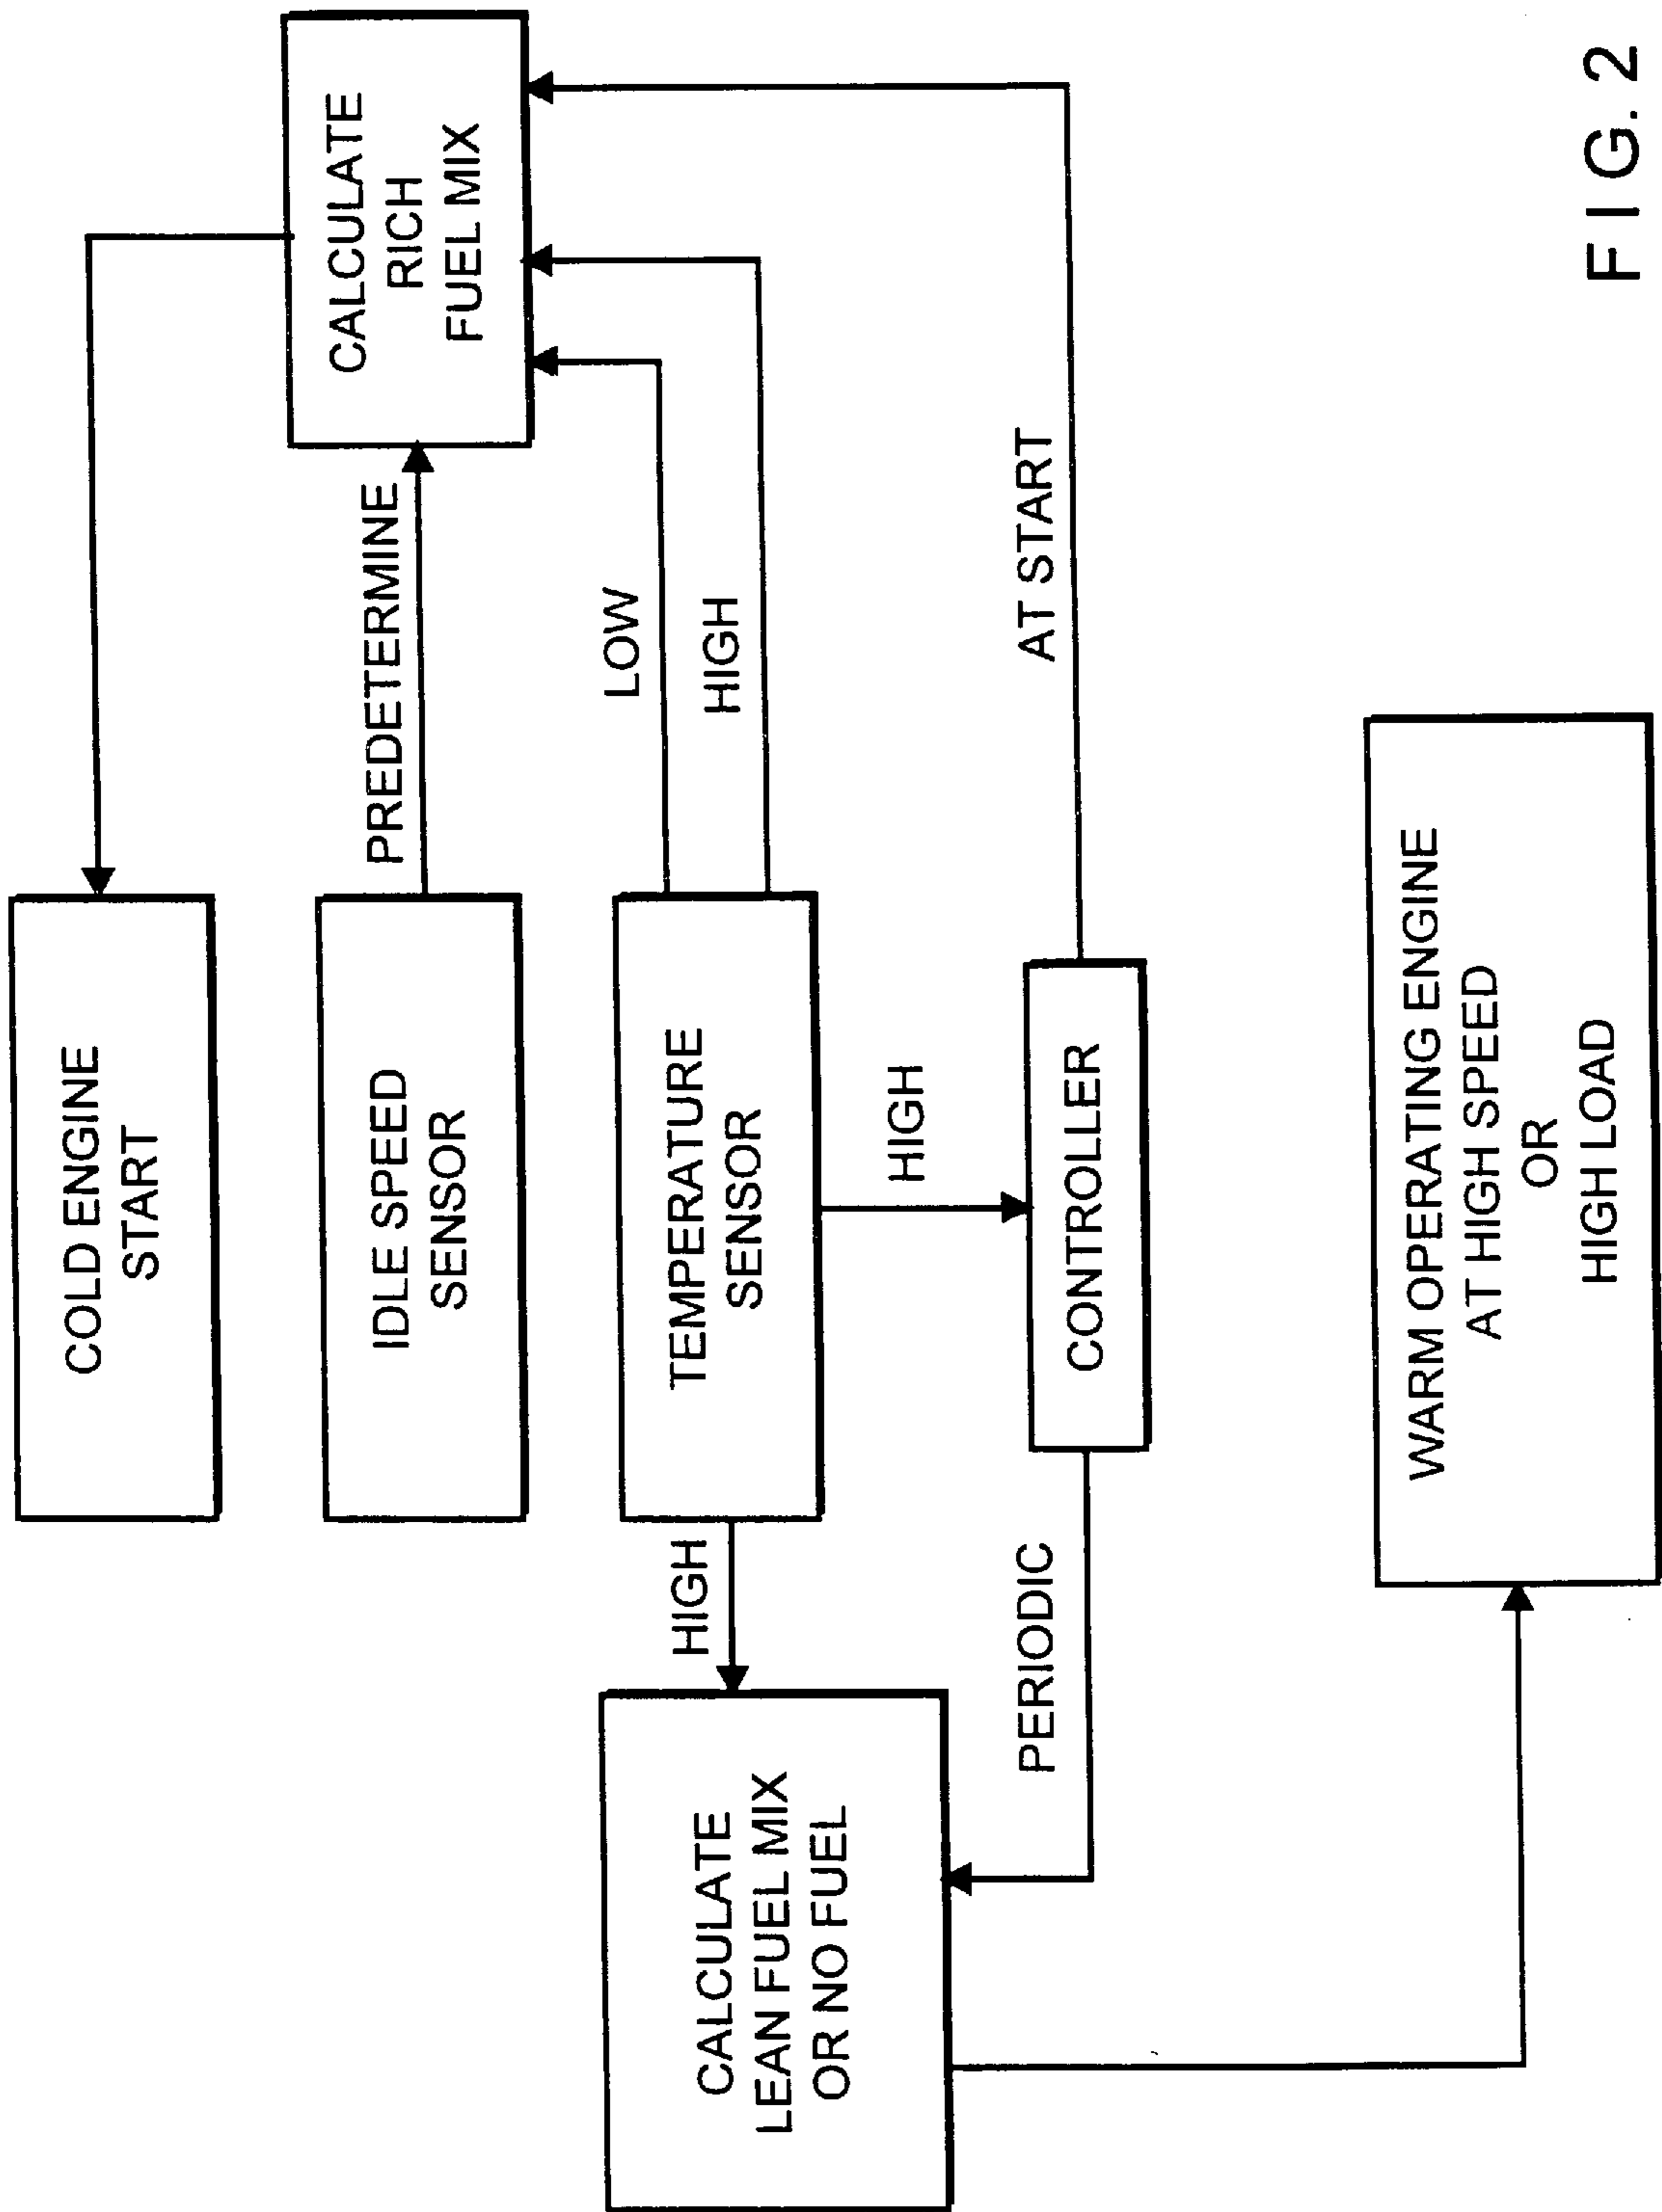 COLD ENGINE
START
IDLE SPEED
SENSOR
PREDETERMINE
CALCULATE
RICH
FUEL MIX
TEMPERATURE
SENSOR
LOW
HIGH
HIGH
HIGH
CALCULATE
LEAN FUEL MIX
OR NO FUEL
CONTROLLER
AT START
PERIODIC
WARM OPERATING ENGINE
AT HIGH SPEED
OR
HIGH LOAD
FIG. 2